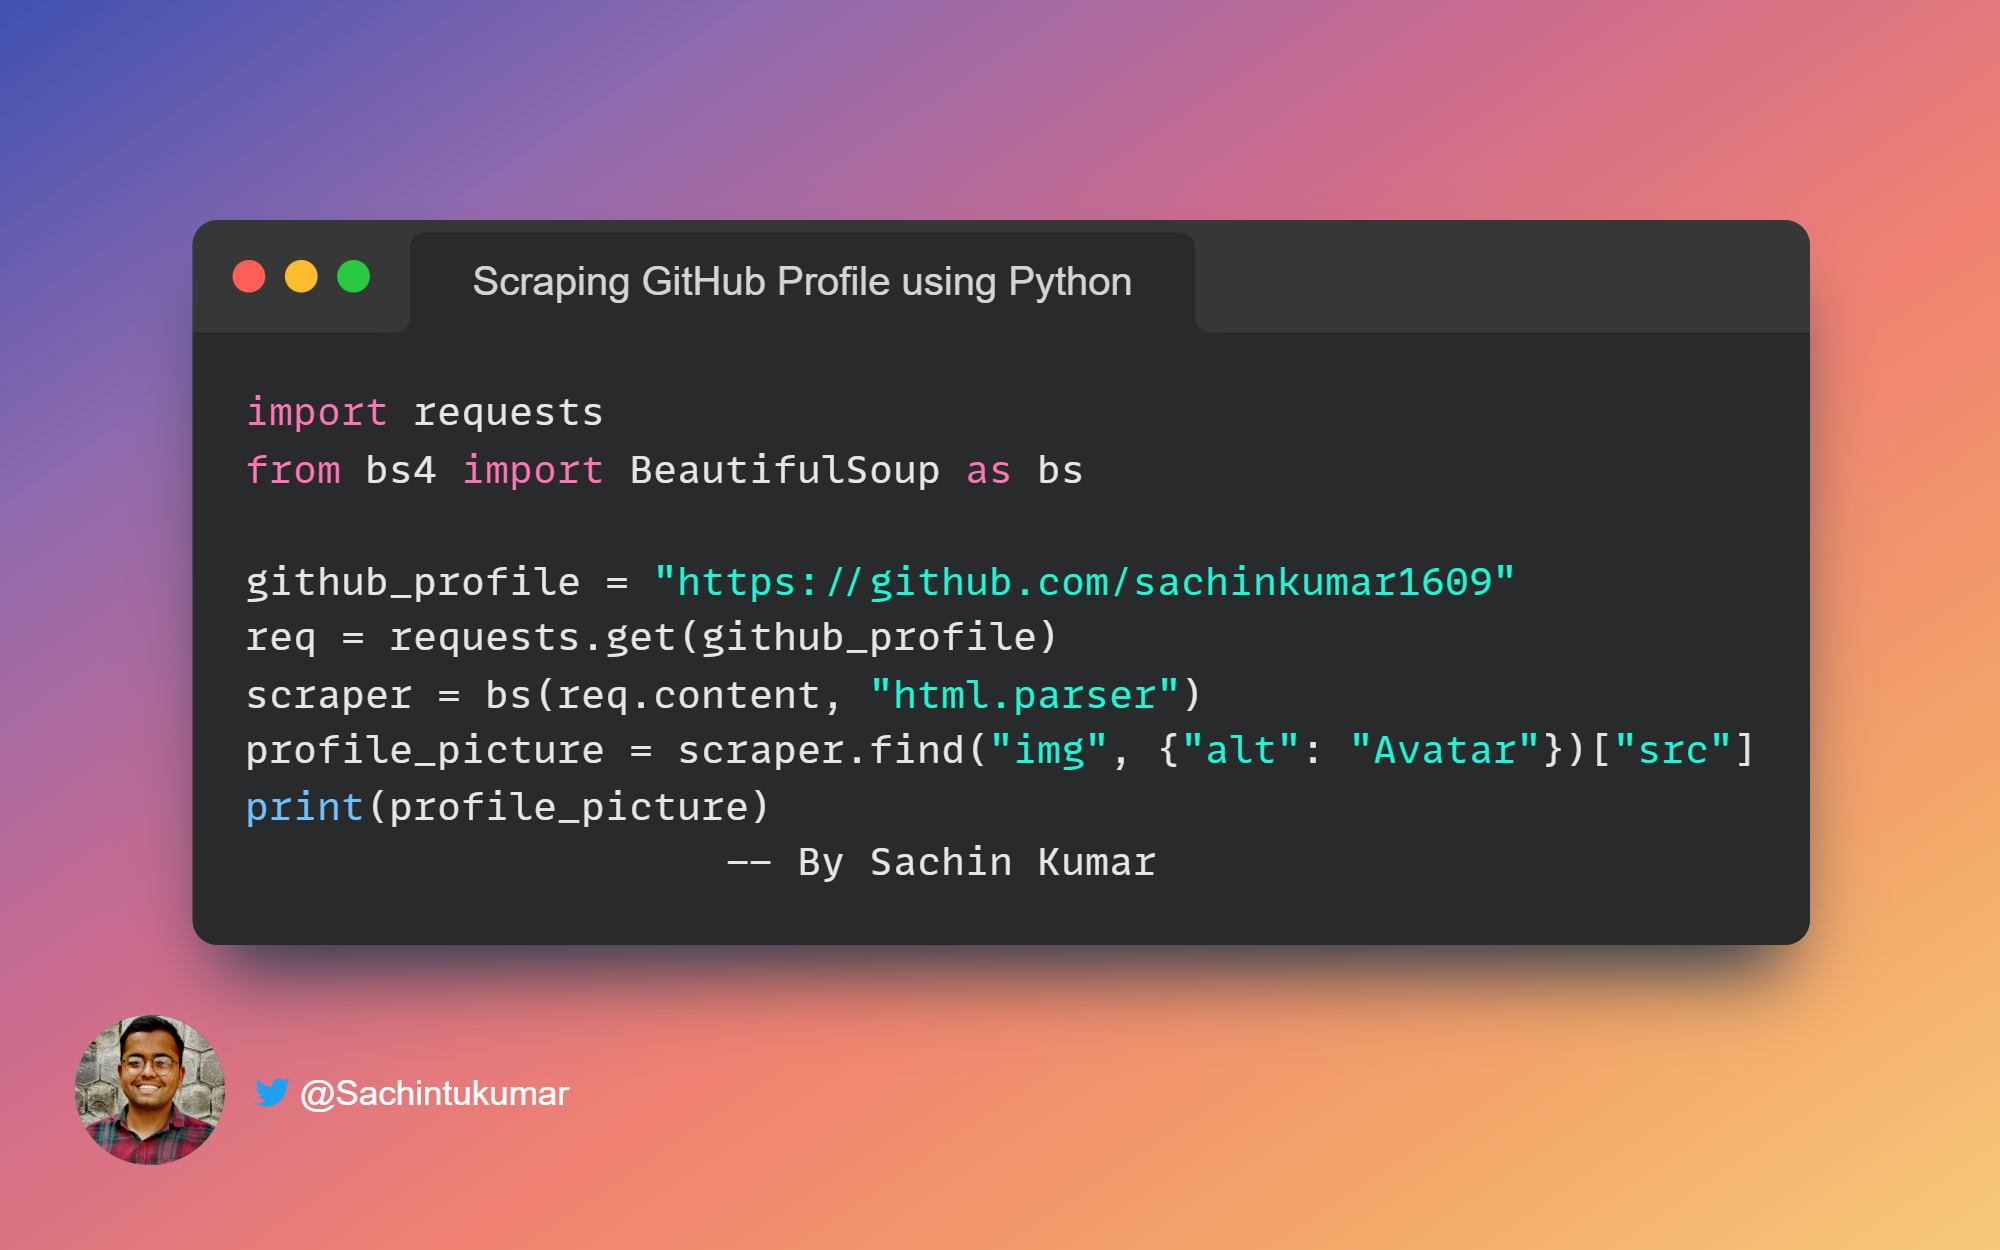 Scraping GitHub Profile using Python
import requests
from bs4 import BeautifulSoup as bs
github_profile = "https://github.com/sachinkumar1609"
req = requests.get(github_profile)
scraper = bs(req.content, "html.parser")
profile_picture = scraper.find("img", {"alt": "Avatar"})["src"]
print(profile_picture)
-- By Sachin Kumar
@Sachintukumar